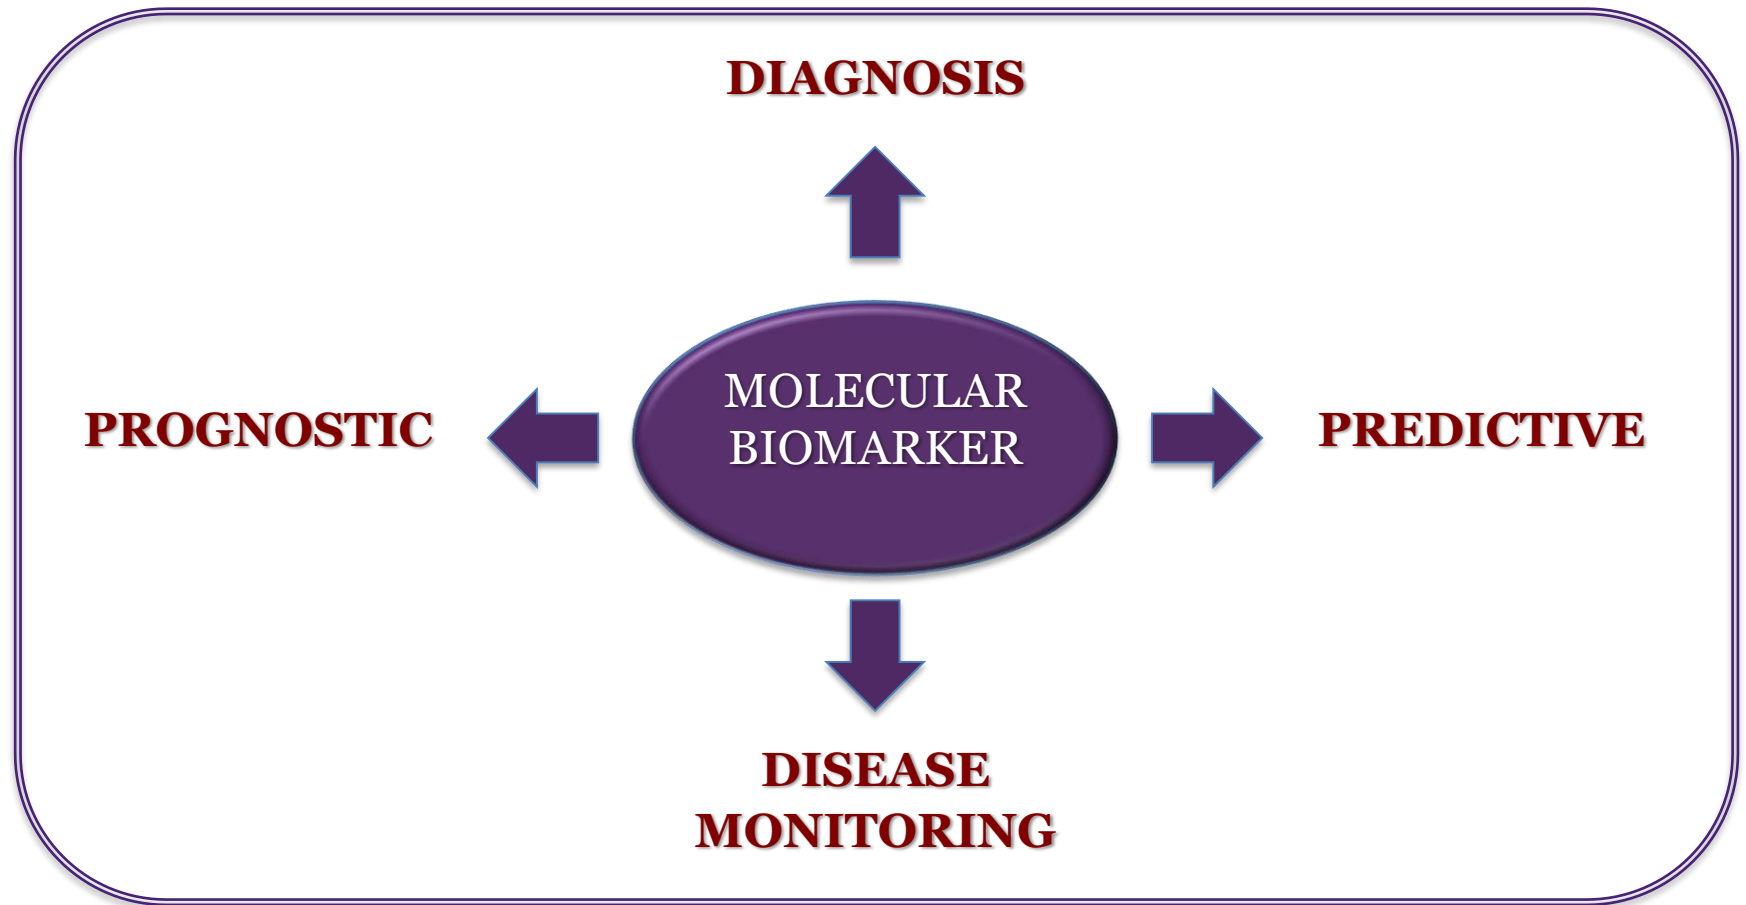 DIAGNOSIS
PROGNOSTIC
MOLECULAR
BIOMARKER
PREDICTIVE
DISEASE
MONITORING